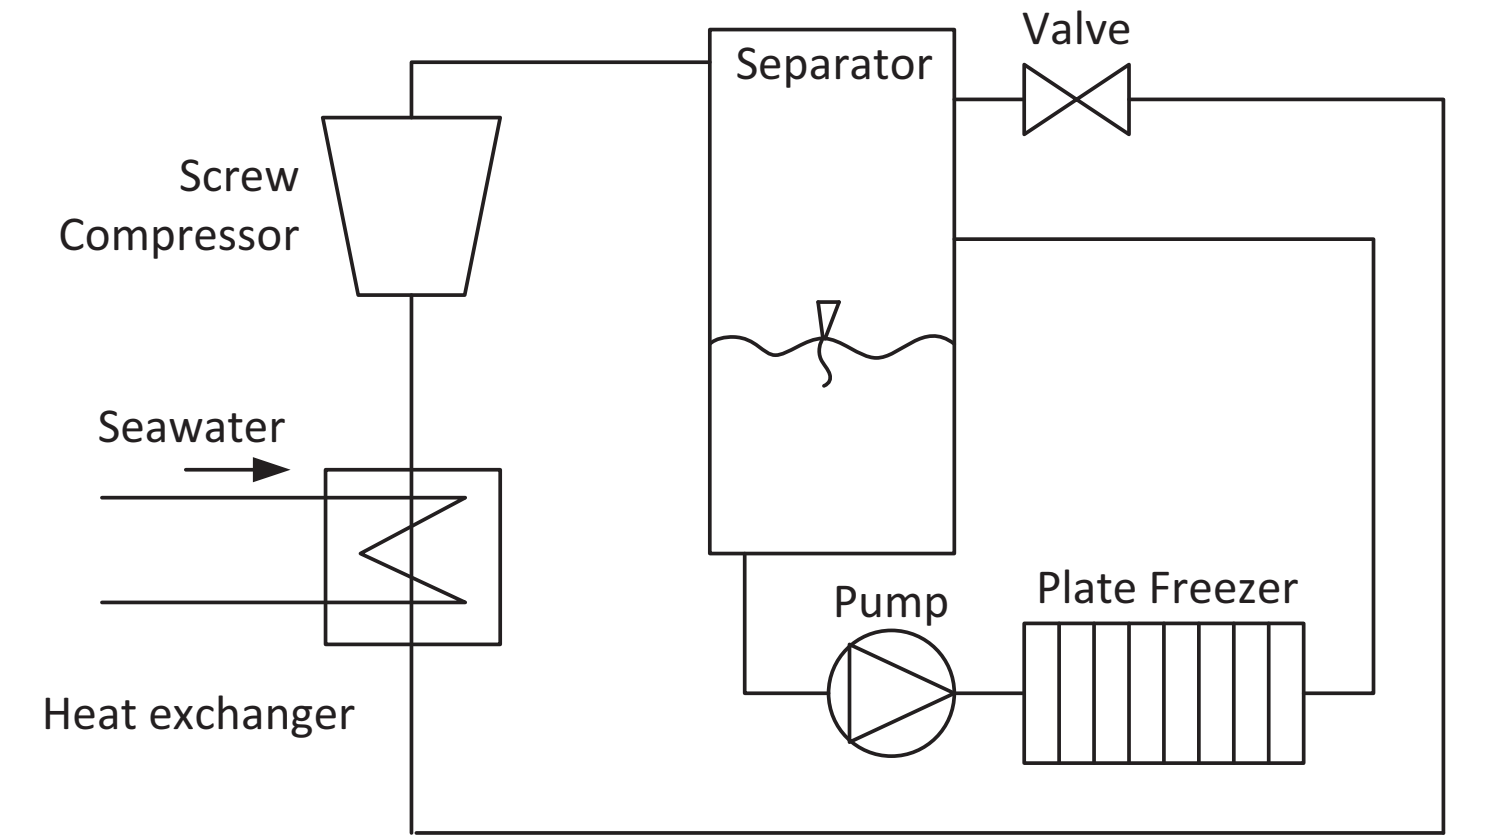 Valve
Separator
Screw
Compressor
Seawater
Plate Freezer
Pump
Heat exchanger